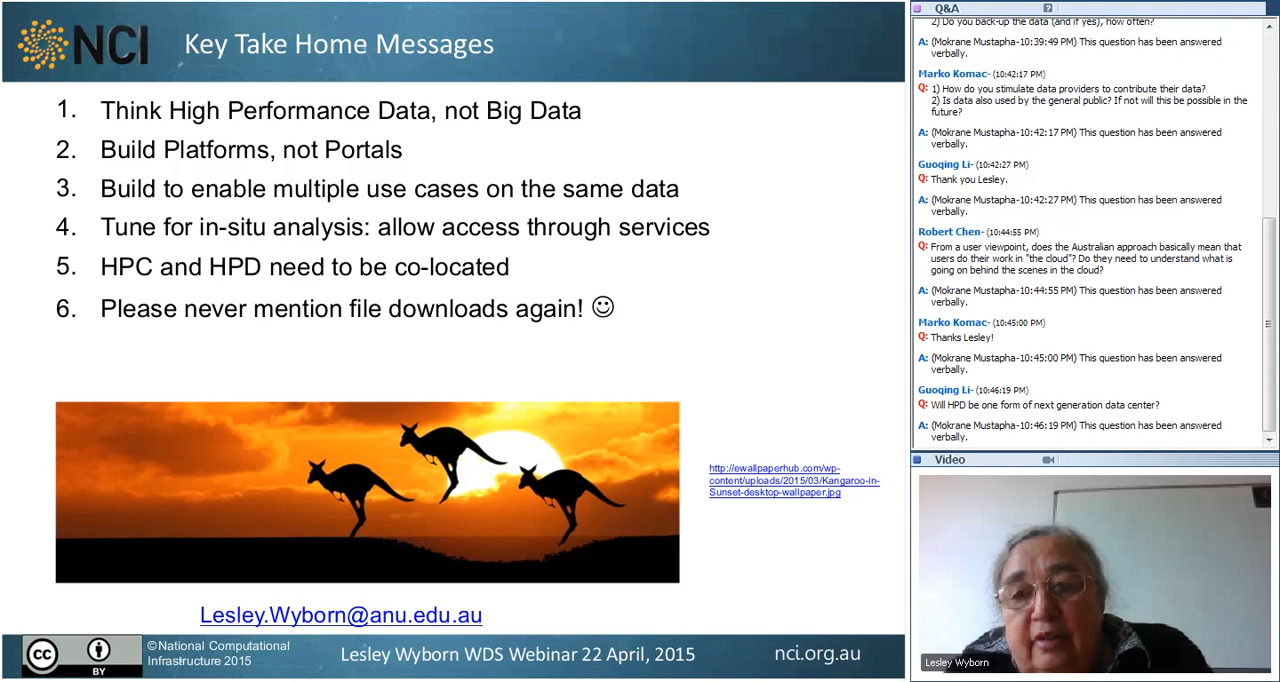 NCI
Key Take Home Messages
1. Think High Performance Data, not Big Data
2. Build Platforms, not Portals
3. Build to enable multiple use cases on the same data
4. Tune for in-situ analysis: allow access through services
5. HPC and HPD need to be co-located
6. Please never mention file downloads again! ☺
http://ewallpaperhub.com/wp-
content/uploads/2015/03/Kangaroo-in-
Sunset-desktop-wallpaper.jpg
Lesley.Wyborn@anu.edu.au
cc
BY
©National Computational
Infrastructure 2015
Lesley Wyborn WDS Webinar 22 April, 2015
nci.org.au
Q&A
2) Do you back-up the data (and if yes), how often?
A: (Mokrane Mustapha-10:39:49 PM) This question has been answered
verbally.
Marko Komac- (10:42:17 PM)
Q: 1) How do you stimulate data providers to contribute their data?
2) Is data also used by the general public? If not will this be possible in the
future?
A: (Mokrane Mustapha-10:42:17 PM) This question has been answered
verbally.
Guoqing Li- (10:42:27 PM)
Q: Thank you Lesley.
A: (Mokrane Mustapha-10:42:27 PM) This question has been answered
verbally.
Robert Chen- (10:44:55 PM)
Q: From a user viewpoint, does the Australian approach basically mean that
users do their work in "the cloud"? Do they need to understand what is
going on behind the scenes in the cloud?
A: (Mokrane Mustapha-10:44:55 PM) This question has been answered
verbally.
Marko Komac- (10:45:00 PM)
Q: Thanks Lesley!
A: (Mokrane Mustapha-10:45:00 PM) This question has been answered
verbally.
Guoqing Li- (10:46:19 PM)
Q: Will HPD be one form of next generation data center?
A: (Mokrane Mustapha-10:46:19 PM) This question has been answered
verbally.
Video
Lesley Wyborn